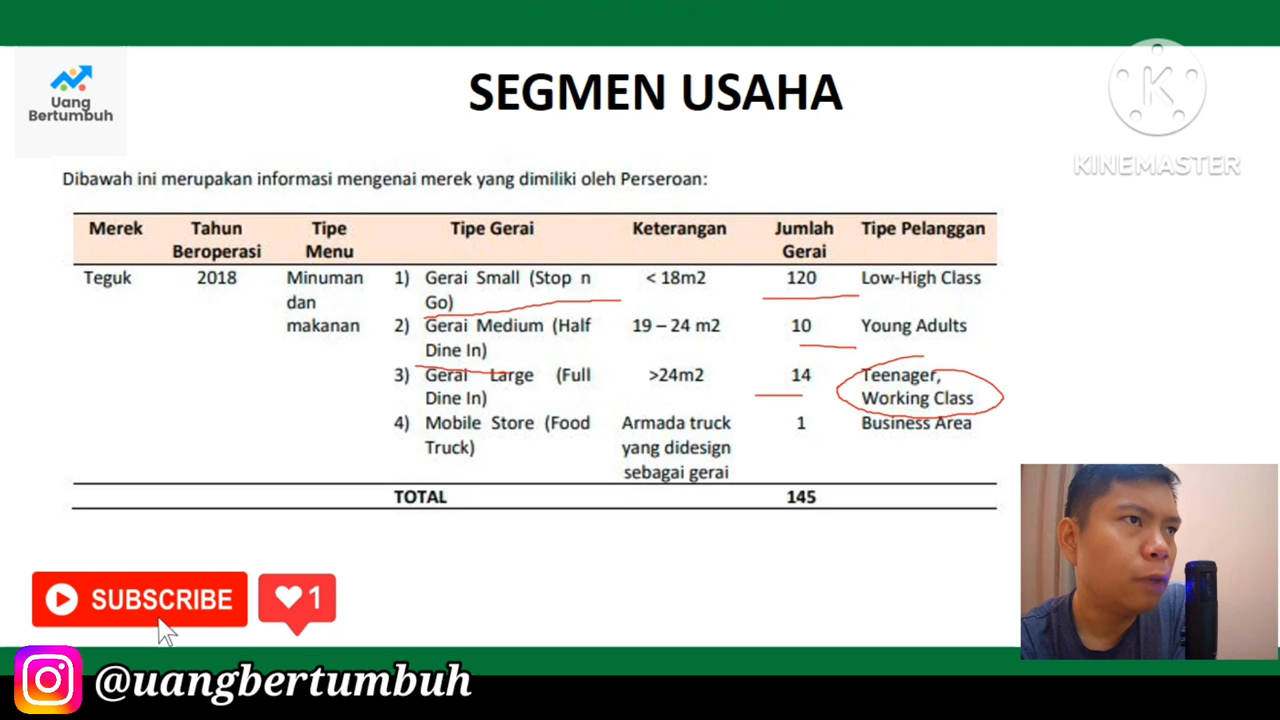 SEGMEN USAHA
Uang
Bertumbuh
KINEMASTER
Dibawah ini merupakan informasi mengenai merek yang dimiliki oleh Perseroan:
Merek Tahun Tipe Tipe Gerai Keterangan Jumlah Tipe Pelanggan
Beroperasi Menu Gerai
Teguk 2018 Minuman 1) Gerai Small (Stop n < 18m2 120 Low-High Class
dan Go)
makanan 2) Gerai Medium (Half 19 – 24 m2 10 Young Adults
Dine In)
3) Gerai Large (Full >24m2 14 Teenager,
Dine In) Working Class
4) Mobile Store (Food Armada truck 1 Business Area
Truck) yang didesign
sebagai gerai
TOTAL 145
SUBSCRIBE 1
@uangbertumbuh